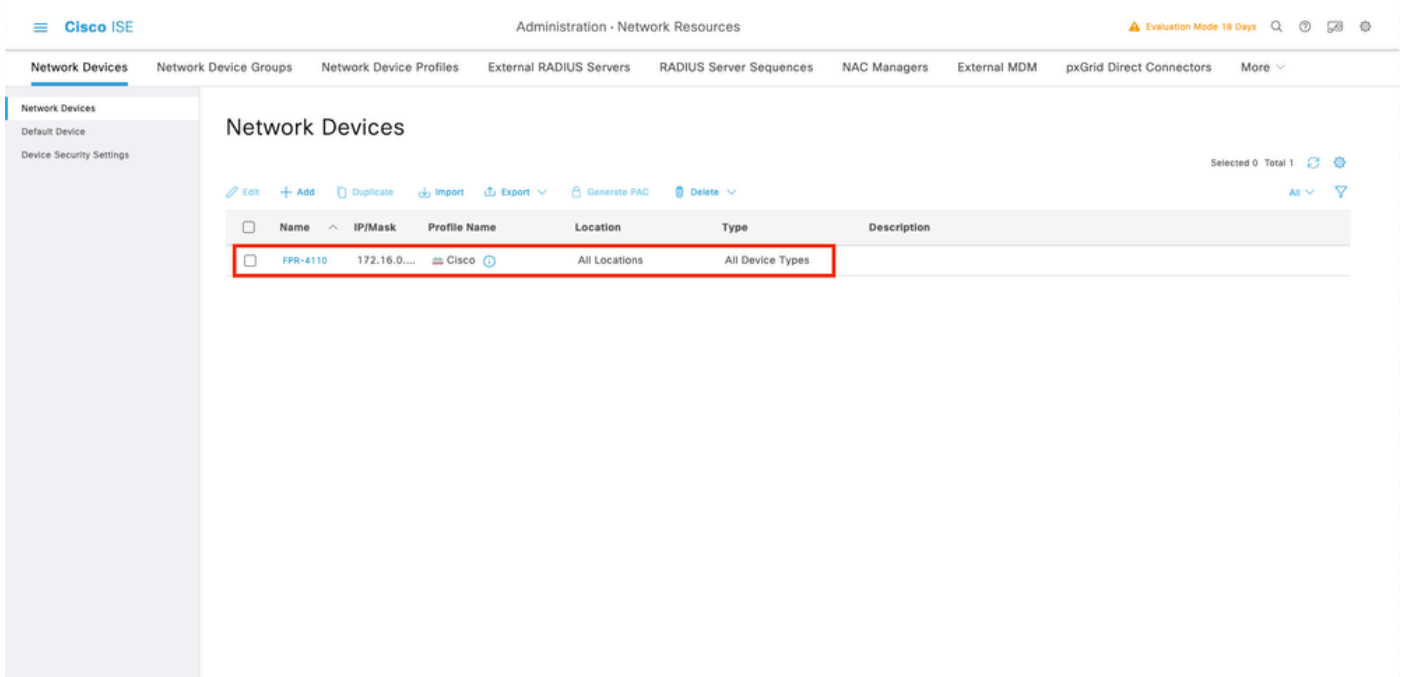 Cisco ISE Administration · Network Resources Evaluation Mode 18 Days
Network Devices Network Device Groups Network Device Profiles External RADIUS Servers RADIUS Server Sequences NAC Managers External MDM pxGrid Direct Connectors More
Network Devices
Default Device
Device Security Settings
Network Devices
Selected 0 Total 1
Edit Add Duplicate Import Export Generate PAC Delete All
Name IP/Mask Profile Name Location Type Description
FPR-4110 172.16.0.... Cisco All Locations All Device Types